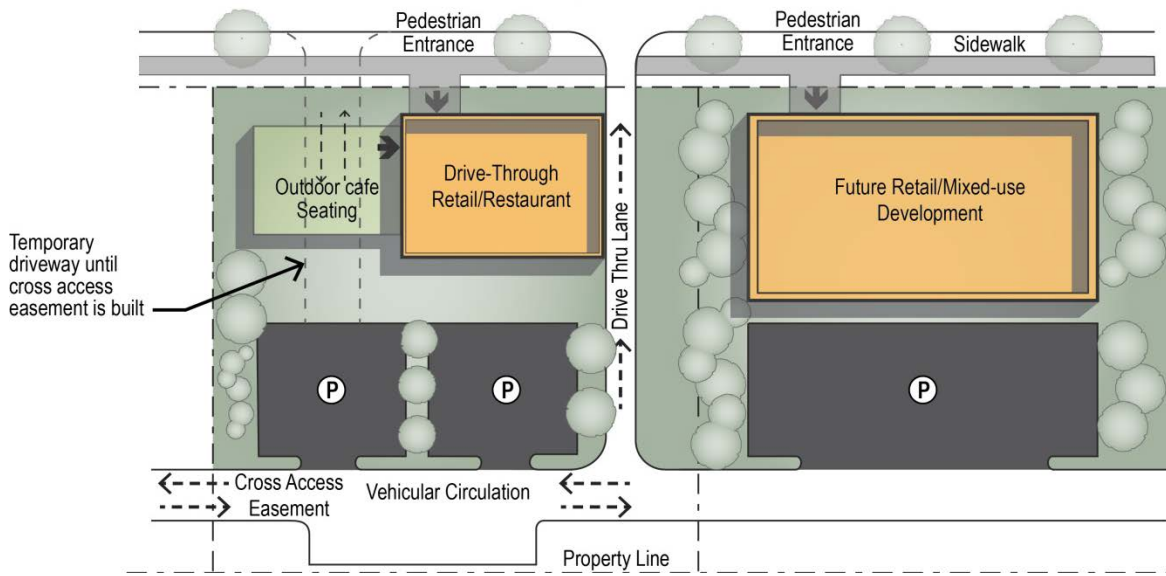 Pedestrian
Entrance
Pedestrian
Entrance
Sidewalk
Outdoor cafe
Seating
Drive-Through
Retail/Restaurant
Drive Thru Lane
Future Retail/Mixed-use
Development
Temporary
driveway until
cross access
easement is built
P
P
P
Cross Access
Easement
Vehicular Circulation
Property Line